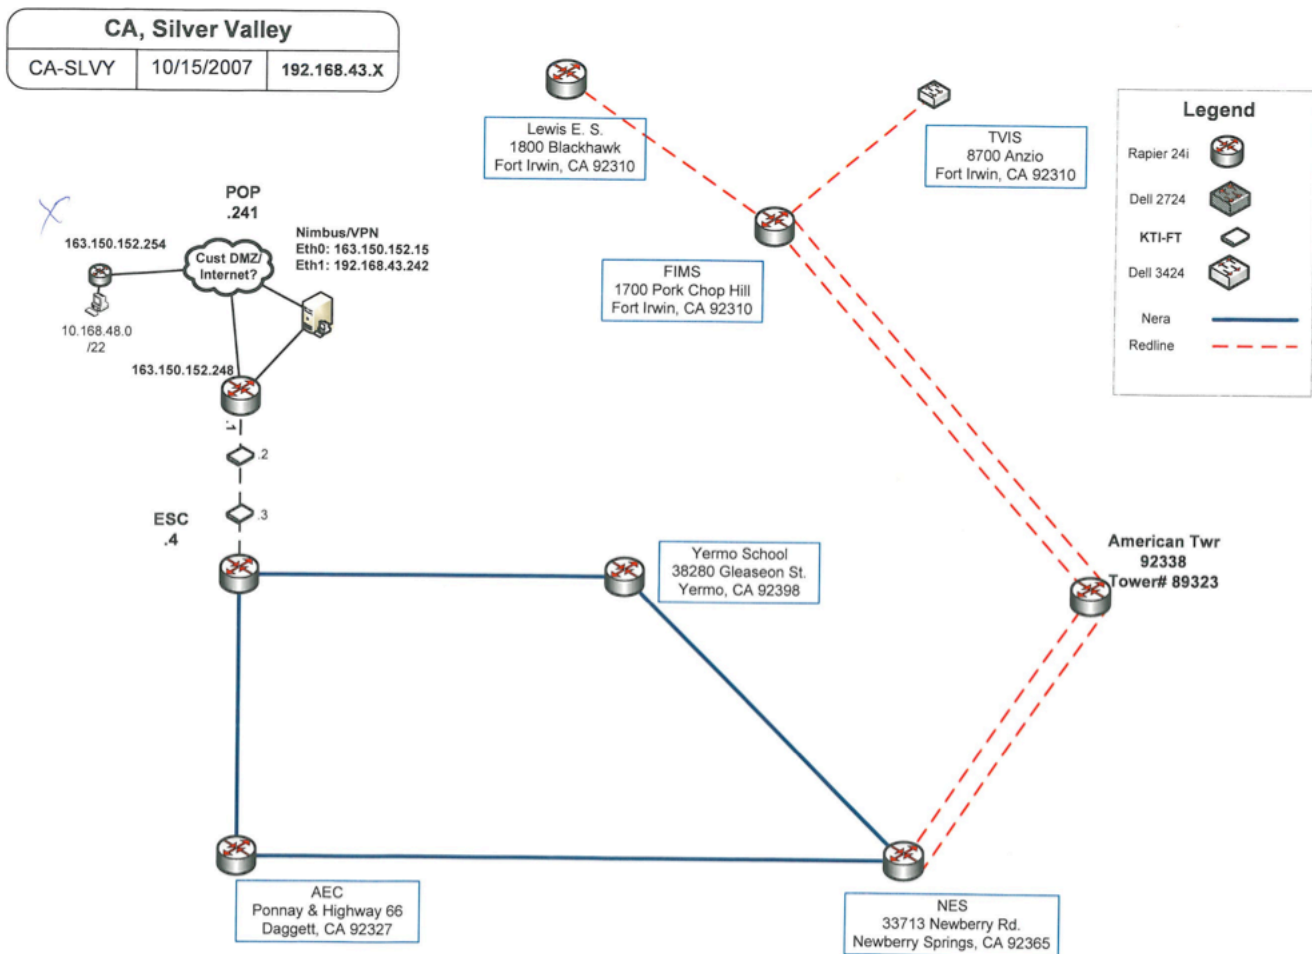 CA, Silver Valley
CA-SLVY
10/15/2007
192.168.43.X
Lewis E. S.
1800 Blackhawk
Fort Irwin, CA 92310
TVIS
8700 Anzio
Fort Irwin, CA 92310
Legend
Rapier 24i
Dell 2724
KTI-FT
Dell 3424
Nera
Redline
X
POP
.241
163.150.152.254
Cust DMZ/
Internet?
Nimbus/VPN
Eth0: 163.150.152.15
Eth1: 192.168.43.242
10.168.48.0
/22
163.150.152.248
FIMS
1700 Pork Chop Hill
Fort Irwin, CA 92310
.1
.2
.3
ESC
.4
Yermo School
38280 Gleaseon St.
Yermo, CA 92398
American Twr
92338
Tower# 89323
AEC
Ponnay & Highway 66
Daggett, CA 92327
NES
33713 Newberry Rd.
Newberry Springs, CA 92365